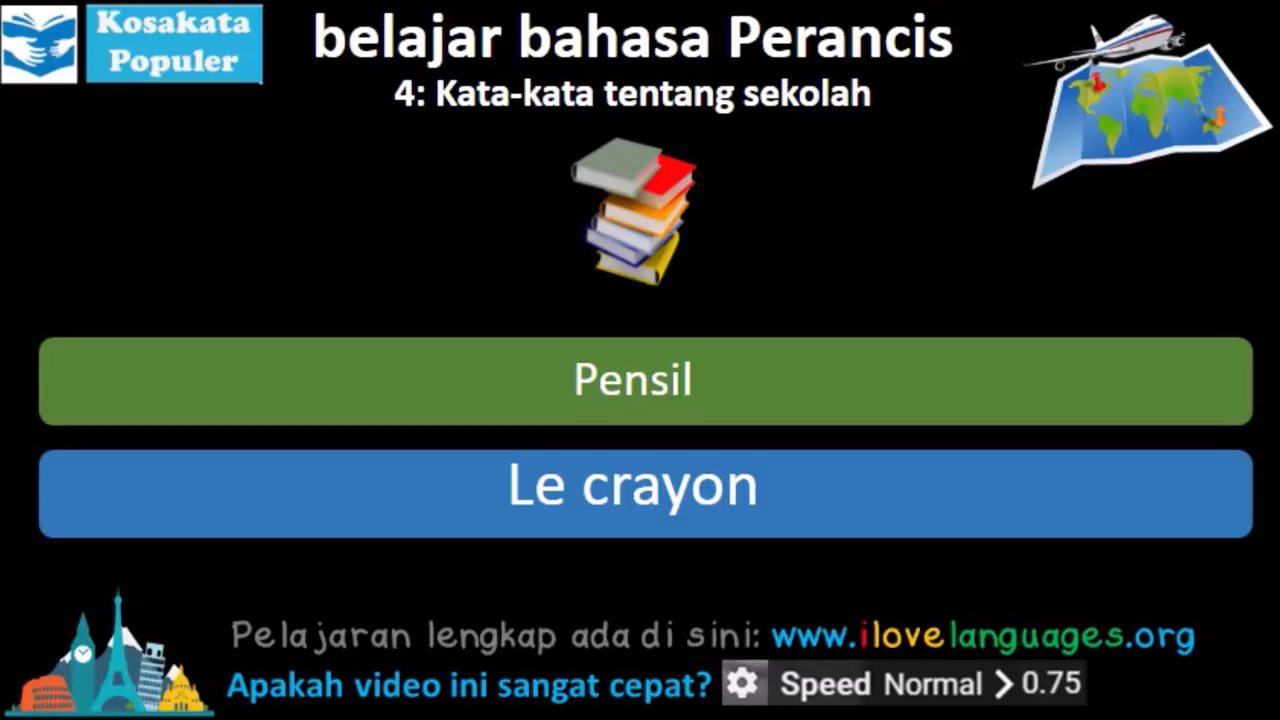 Kosakata
Populer
belajar bahasa Perancis
4: Kata-kata tentang sekolah
Pensil
Le crayon
Pelajaran lengkap ada di sini: www.ilovelanguages.org
Apakah video ini sangat cepat? Speed Normal > 0.75